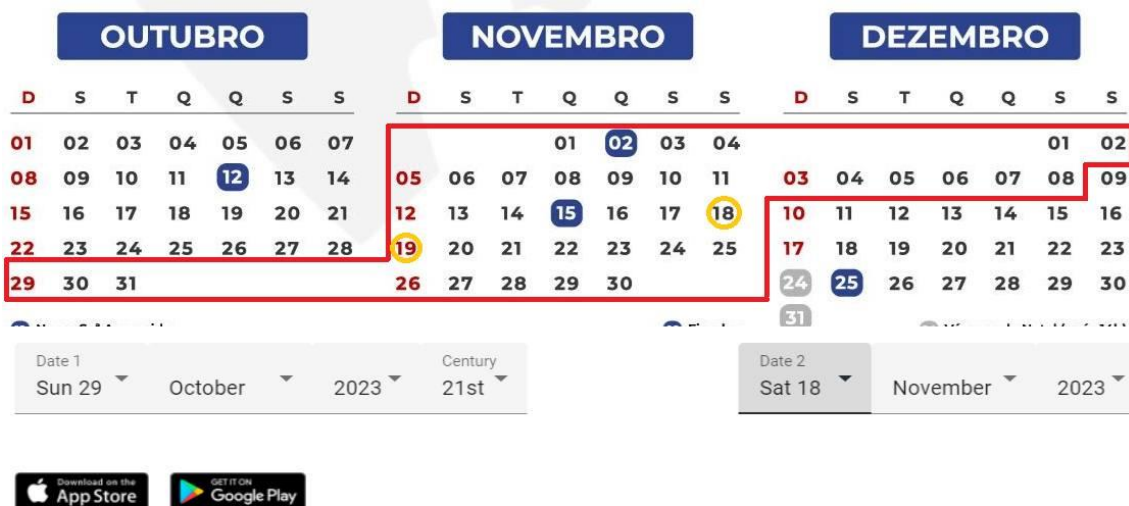 OUTUBRO NOVEMBRO DEZEMBRO
D S T Q Q S S D S T Q Q S S D S T Q Q S S
01 02 03 04 05 06 07 01 02 03 04 01 02
08 09 10 11 12 13 14 05 06 07 08 09 10 11 03 04 05 06 07 08 09
15 16 17 18 19 20 21 12 13 14 15 16 17 18 10 11 12 13 14 15 16
22 23 24 25 26 27 28 19 20 21 22 23 24 25 17 18 19 20 21 22 23
29 30 31 26 27 28 29 30 24 25 26 27 28 29 30
31
Date 1 Century Date 2
Sun 29 October 2023 21st Sat 18 November 2023
Download on the GET IT ON
App Store Google Play